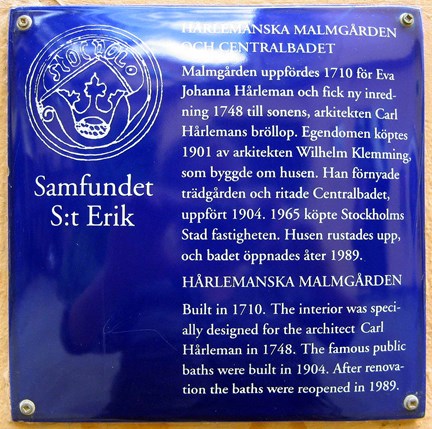 STOCHOLO
Samfundet
S:t Erik
HÅRLEMANSKA MALMGÅRDEN
OCH CENTRALBADET
Malmgården uppfördes 1710 för Eva
Johanna Hårleman och fick ny inred-
ning 1748 till sonens, arkitekten Carl
Hårlemans bröllop. Egendomen köptes
1901 av arkitekten Wilhelm Klemming,
som byggde om husen. Han förnyade
trädgården och ritade Centralbadet,
uppfört 1904. 1965 köpte Stockholms
Stad fastigheten. Husen rustades upp,
och badet öppnades åter 1989.
HÅRLEMANSKA MALMGÅRDEN
Built in 1710. The interior was speci-
ally designed for the architect Carl
Hårleman in 1748. The famous public
baths were built in 1904. After renova-
tion the baths were reopened in 1989.